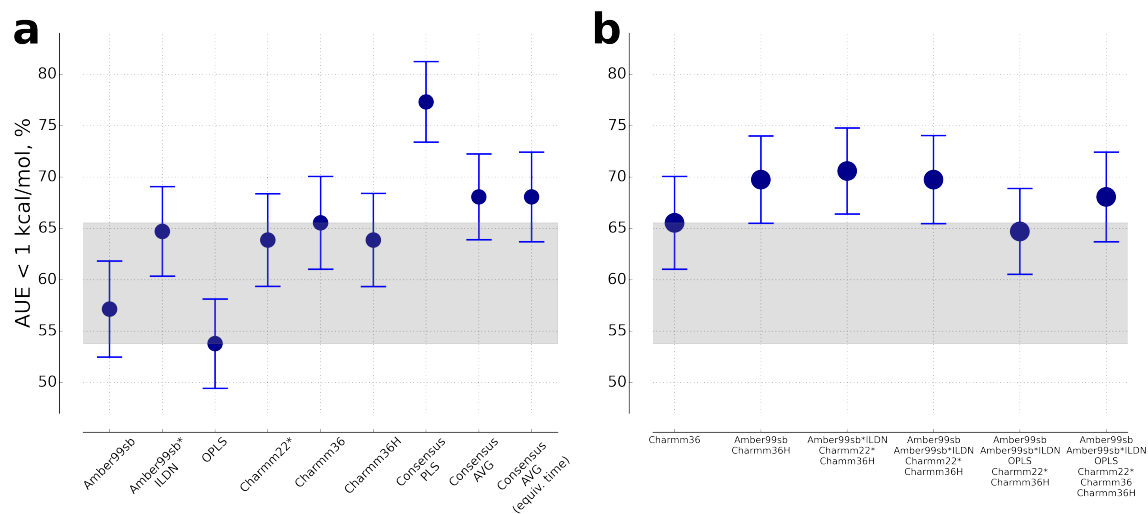 a
b
AUE < 1 kcal/mol, %
80
75
70
65
60
55
50
Amber99sb
Amber99sb*
ILDN
OPLS
Charmm22*
Charmm36
Charmm36H
Consensus
PLS
Consensus
AVG
Consensus
AVG
(equiv. time)
80
75
70
65
60
55
50
Charmm36
Amber99sb
Charmm36H
Amber99sb*ILDN
Charmm22*
Charmm36H
Amber99sb
Amber99sb*ILDN
Charmm22*
Charmm36H
Amber99sb
Amber99sb*ILDN
OPLS
Charmm22*
Charmm36H
Amber99sb
Amber99sb*ILDN
OPLS
Charmm22*
Charmm36
Charmm36H